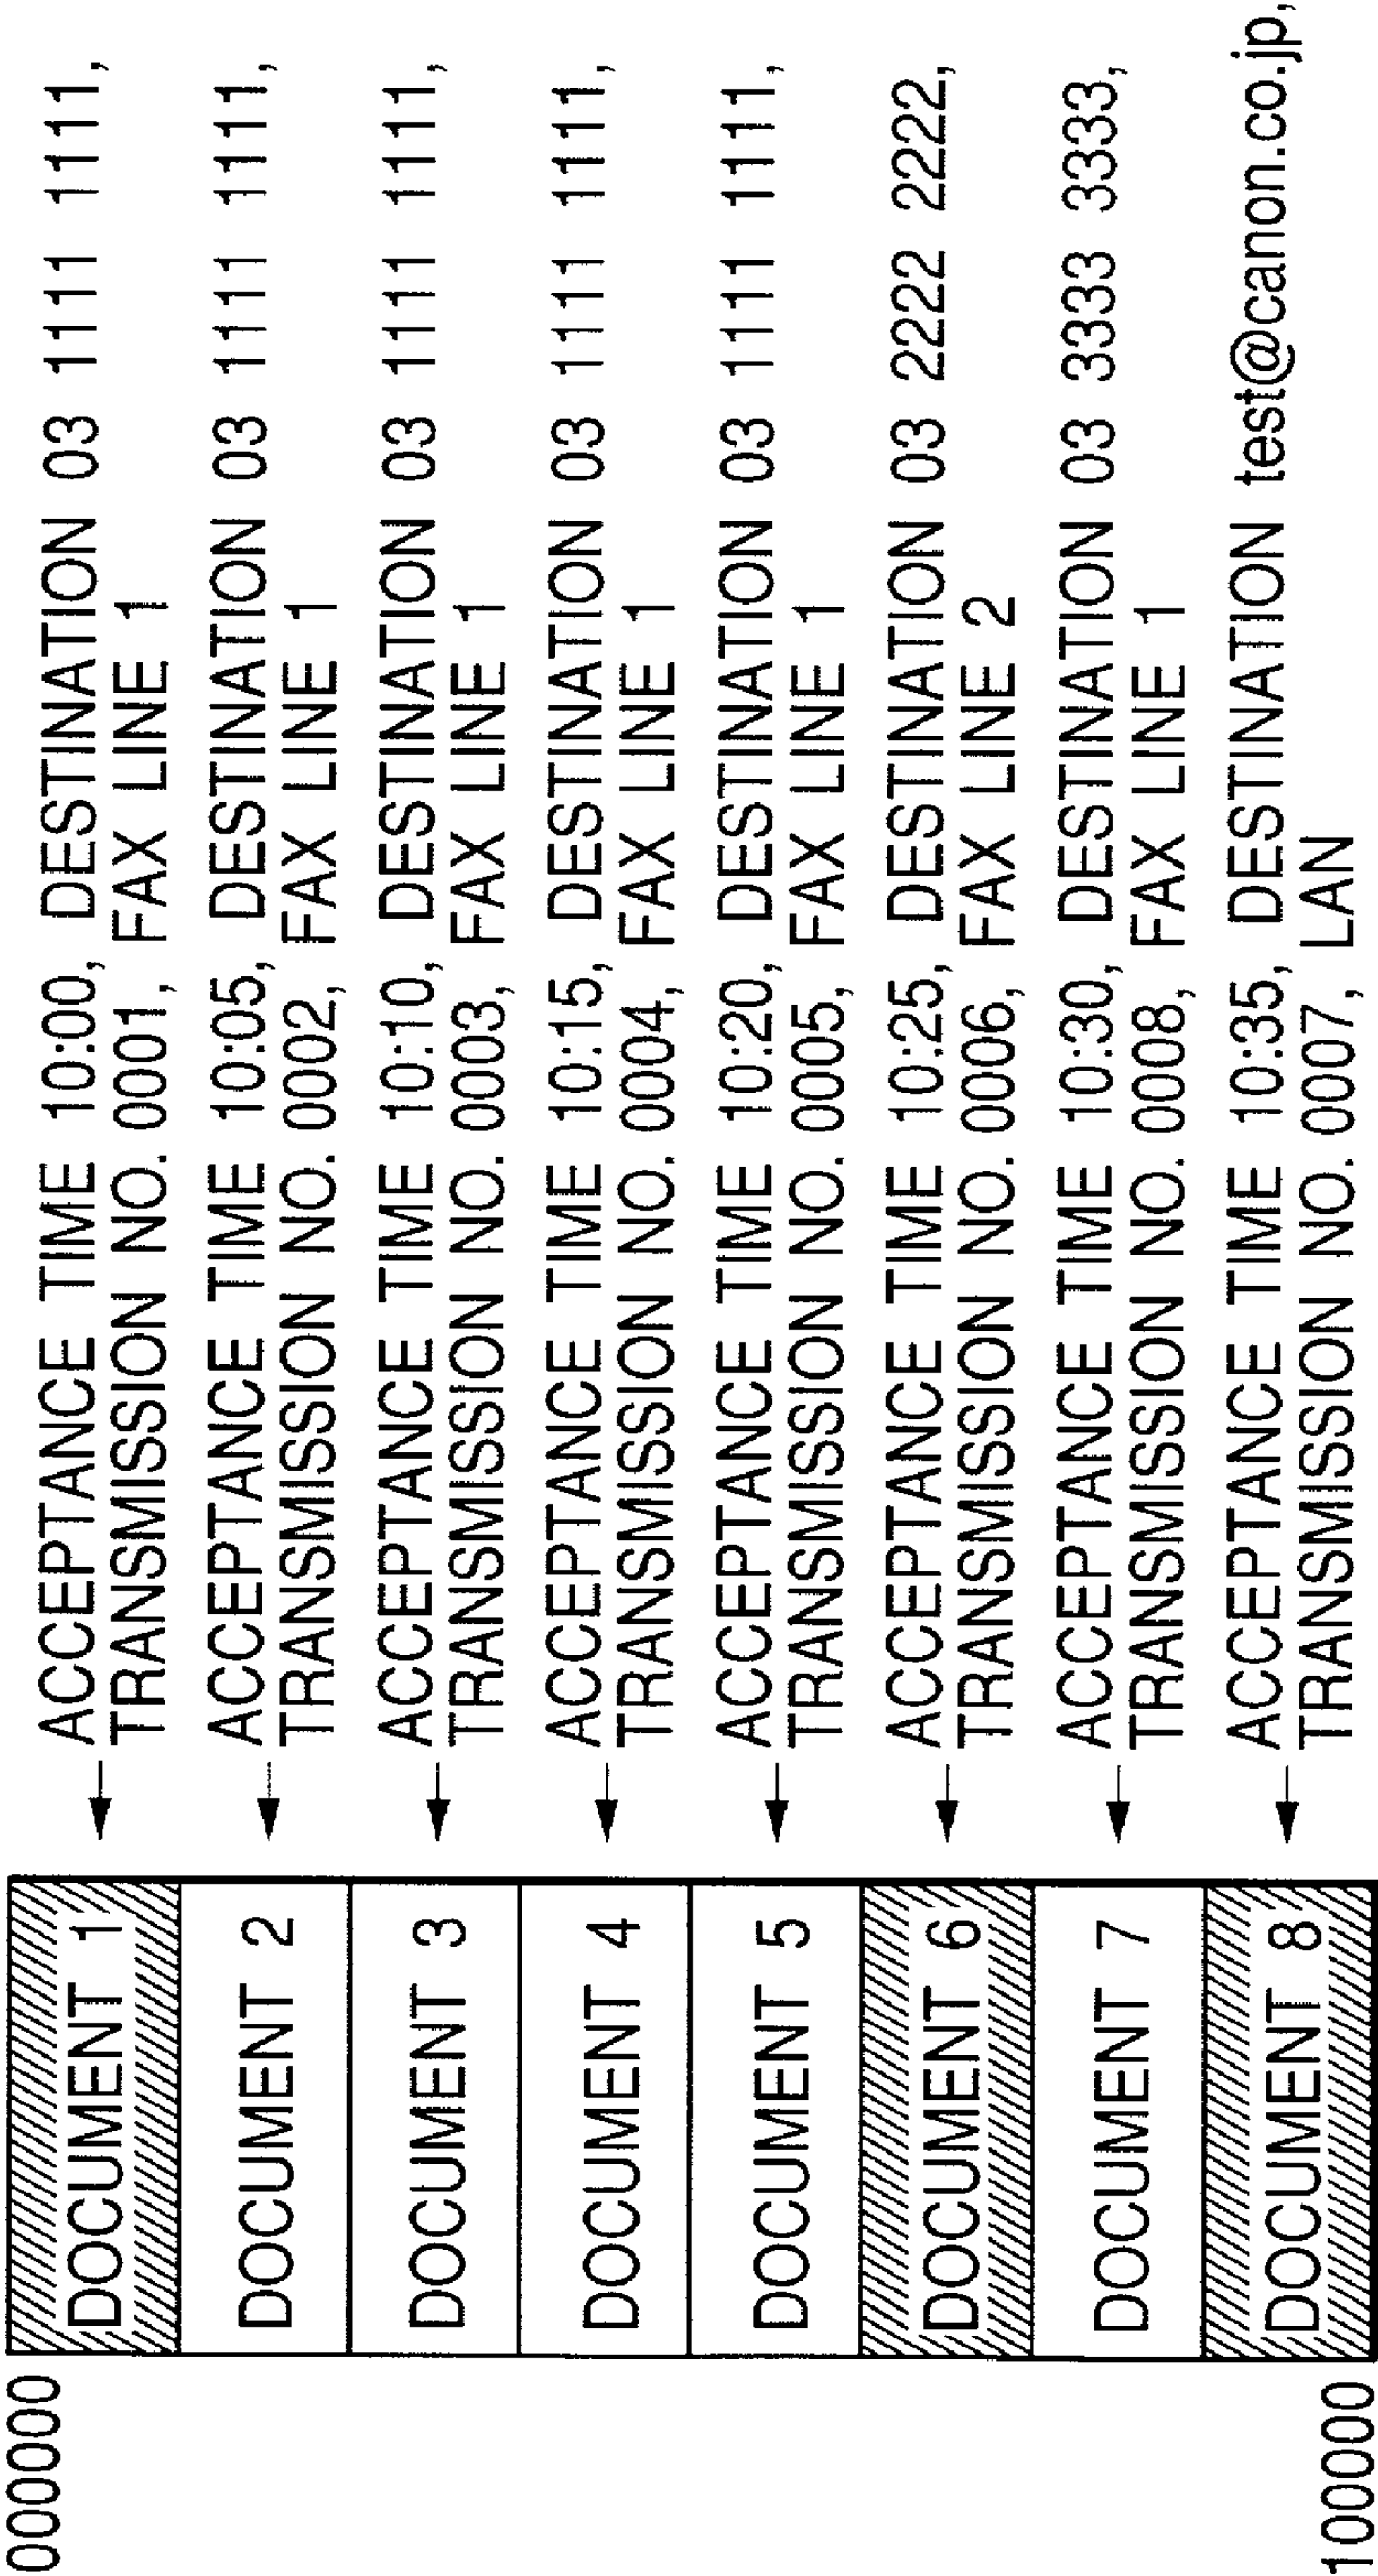 000000
DOCUMENT 1
ACCEPTANCE TIME 10:00, DESTINATION 03 1111 1111,
TRANSMISSION NO. 0001, FAX LINE 1
DOCUMENT 2
ACCEPTANCE TIME 10:05, DESTINATION 03 1111 1111,
TRANSMISSION NO. 0002, FAX LINE 1
DOCUMENT 3
ACCEPTANCE TIME 10:10, DESTINATION 03 1111 1111,
TRANSMISSION NO. 0003, FAX LINE 1
DOCUMENT 4
ACCEPTANCE TIME 10:15, DESTINATION 03 1111 1111,
TRANSMISSION NO. 0004, FAX LINE 1
DOCUMENT 5
ACCEPTANCE TIME 10:20, DESTINATION 03 1111 1111,
TRANSMISSION NO. 0005, FAX LINE 1
DOCUMENT 6
ACCEPTANCE TIME 10:25, DESTINATION 03 2222 2222,
TRANSMISSION NO. 0006, FAX LINE 2
DOCUMENT 7
ACCEPTANCE TIME 10:30, DESTINATION 03 3333 3333,
TRANSMISSION NO. 0008, FAX LINE 1
DOCUMENT 8
ACCEPTANCE TIME 10:35, DESTINATION test@canon.co.jp,
TRANSMISSION NO. 0007, LAN
100000